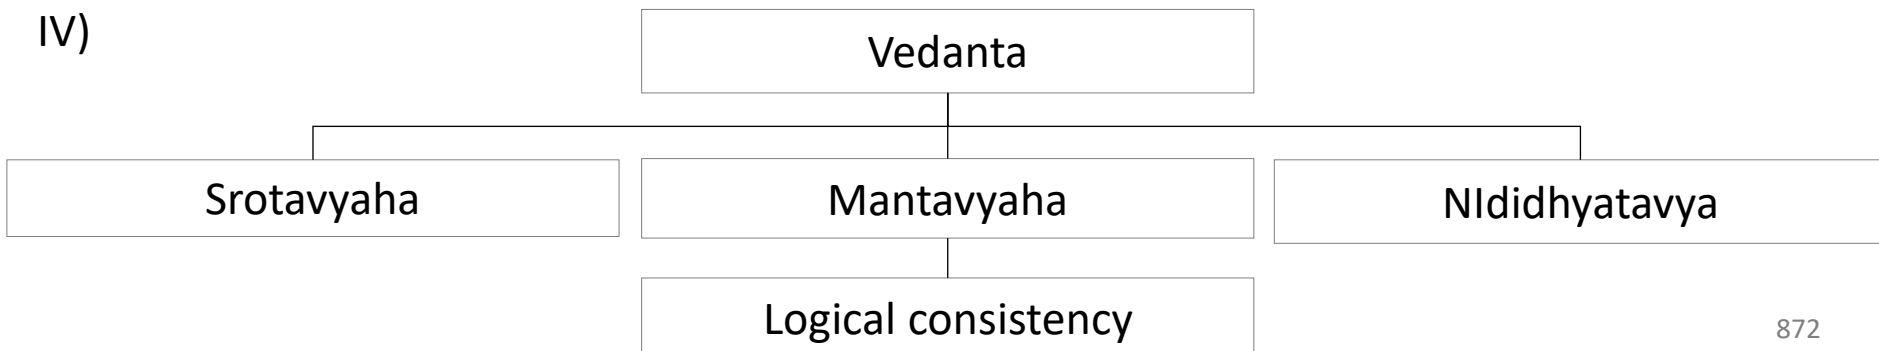 IV)
Vedanta
Srotavyaha
Mantavyaha
NIdidhyatavya
Logical consistency
872